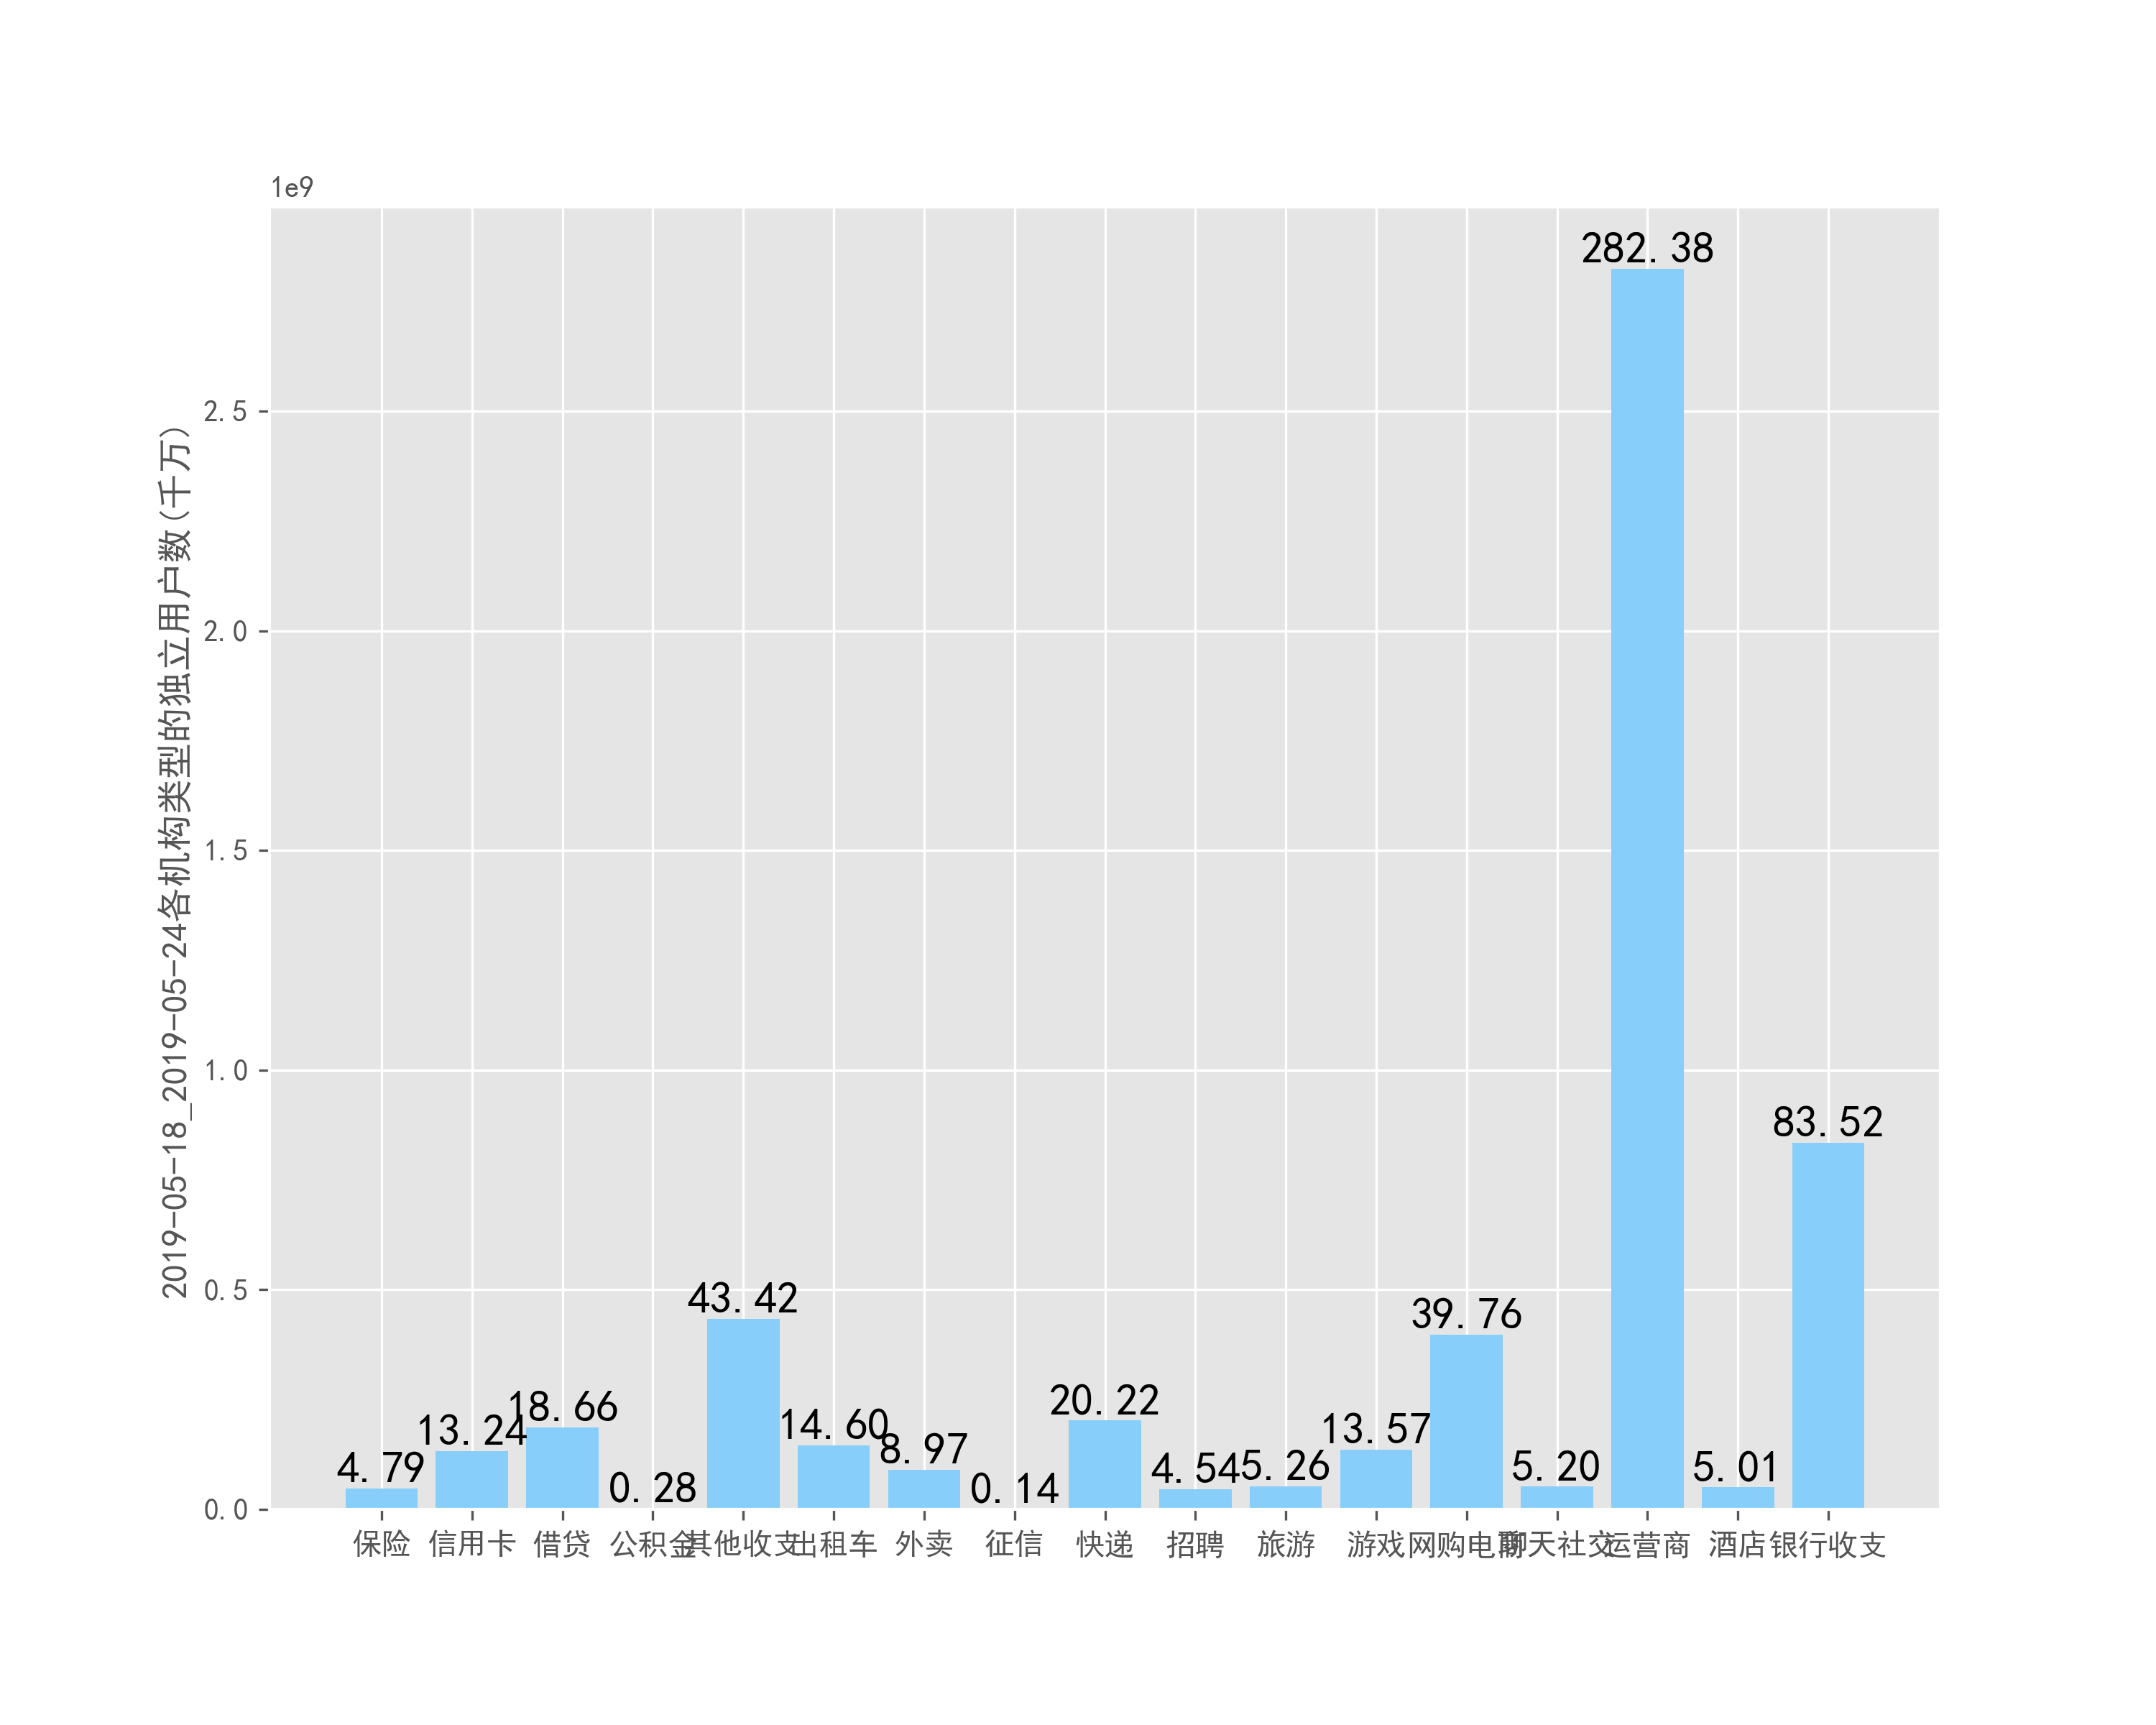 1e9
2019-05-18_2019-05-24各机构类型的独立用户数(千万)
2.5
2.0
1.5
1.0
0.5
0.0
4.79
13.24
18.66
0.28
43.42
14.60
8.97
0.14
20.22
4.54
5.26
13.57
39.76
5.20
282.38
5.01
83.52
保险
信用卡
借贷
公积金
其他收支
出租车
外卖
征信
快递
招聘
旅游
游戏
网购电商
聊天社交
运营商
酒店
银行收支